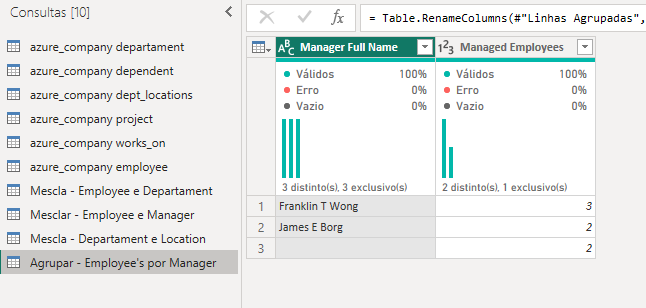 Consultas [10]
= Table.RenameColumns(#"Linhas Agrupadas",
azure_company departament
azure_company dependent
azure_company dept_locations
azure_company project
azure_company works_on
azure_company employee
Mescla - Employee e Departament
Mesclar - Employee e Manager
Mescla - Departament e Location
Agrupar - Employee's por Manager
ABC Manager Full Name
123 Managed Employees
Válidos 100%
Erro 0%
Vazio 0%
3 distinto(s), 3 exclusivo(s)
Válidos 100%
Erro 0%
Vazio 0%
2 distinto(s), 1 exclusivo(s)
1 Franklin T Wong 3
2 James E Borg 2
3 2